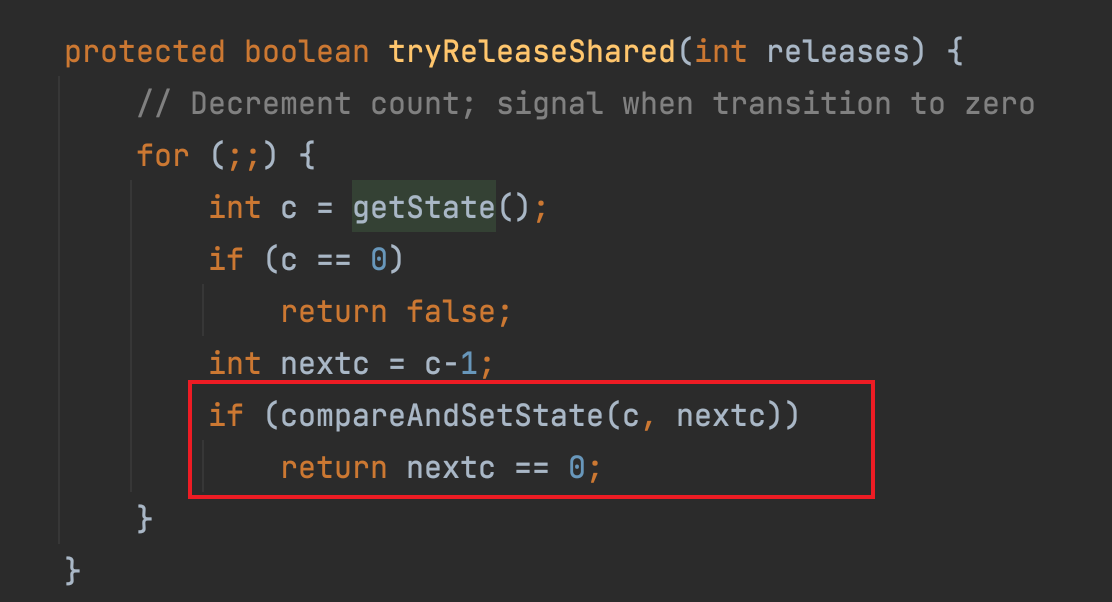 protected boolean tryReleaseShared(int releases) {
// Decrement count; signal when transition to zero
for (;;) {
int c = getState();
if (c == 0)
return false;
int nextc = c-1;
if (compareAndSetState(c, nextc))
return nextc == 0;
}
}